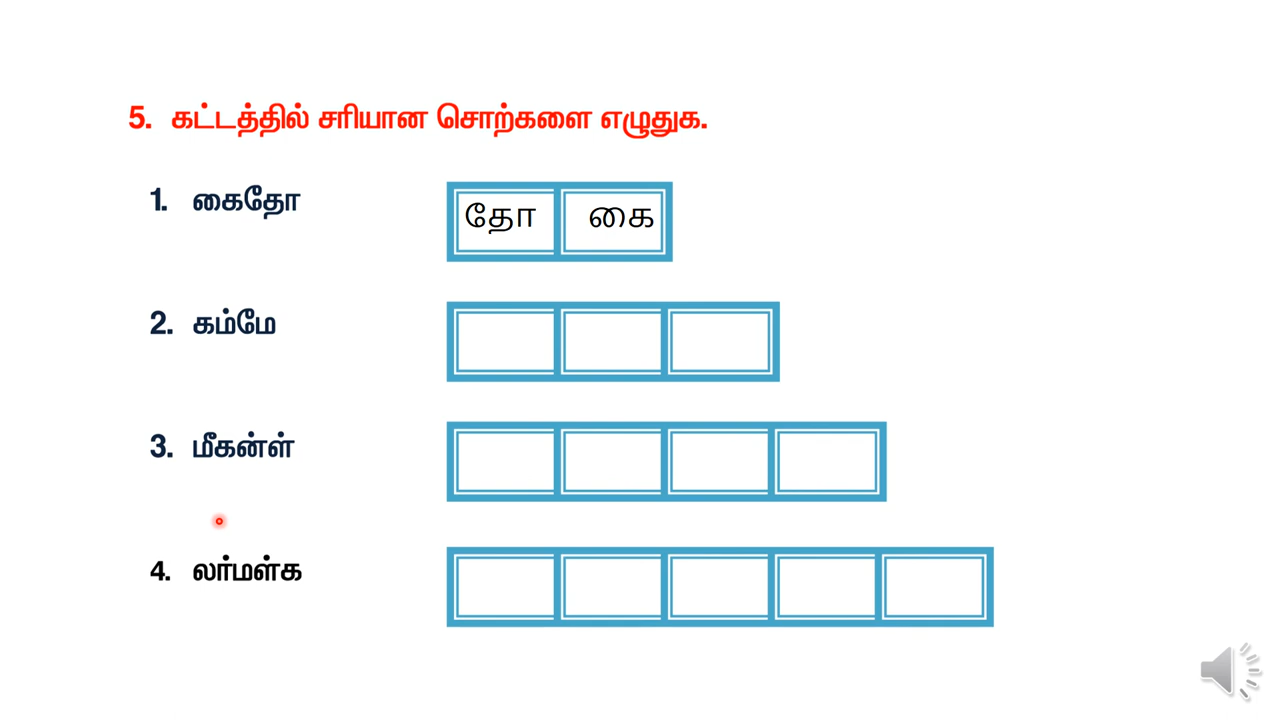 5. கட்டத்தில் சரியான சொற்களை எழுதுக.
1. கைதோ
தோ கை
2. கம்மே
3. மீகன்ள்
4. லர்மள்க